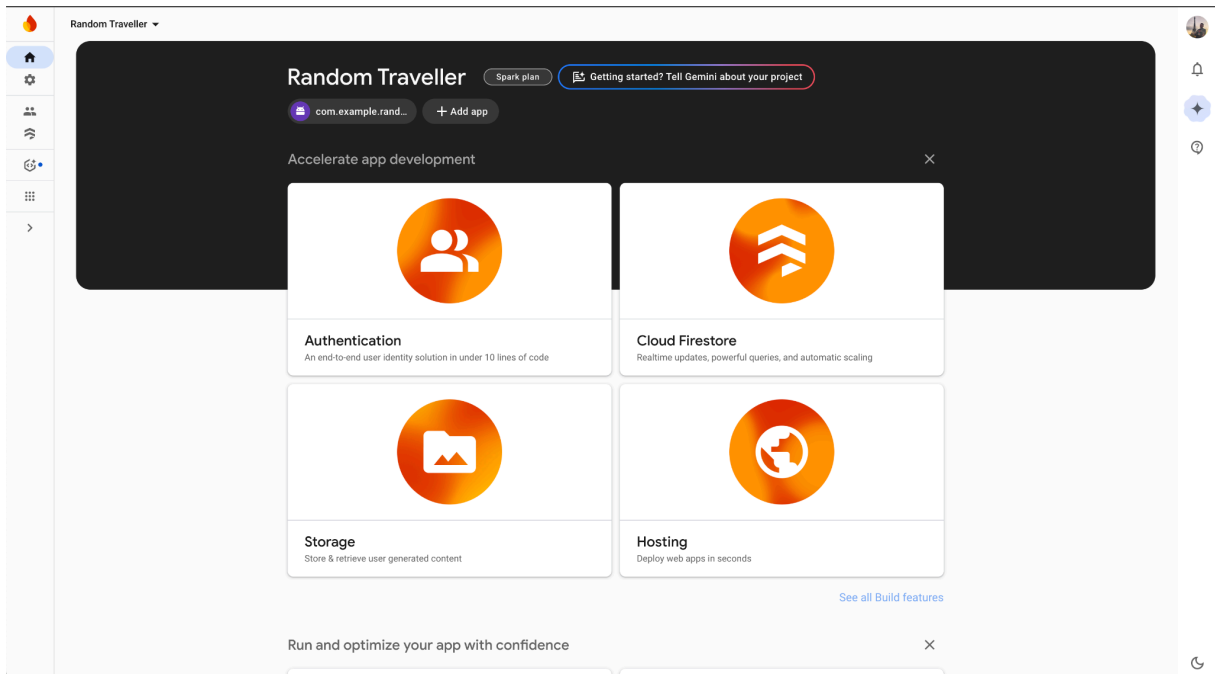 Random Traveller
Random Traveller
Spark plan
Getting started? Tell Gemini about your project
com.example.rand...
+ Add app
Accelerate app development
Authentication
An end-to-end user identity solution in under 10 lines of code
Cloud Firestore
Realtime updates, powerful queries, and automatic scaling
Storage
Store & retrieve user generated content
Hosting
Deploy web apps in seconds
See all Build features
Run and optimize your app with confidence